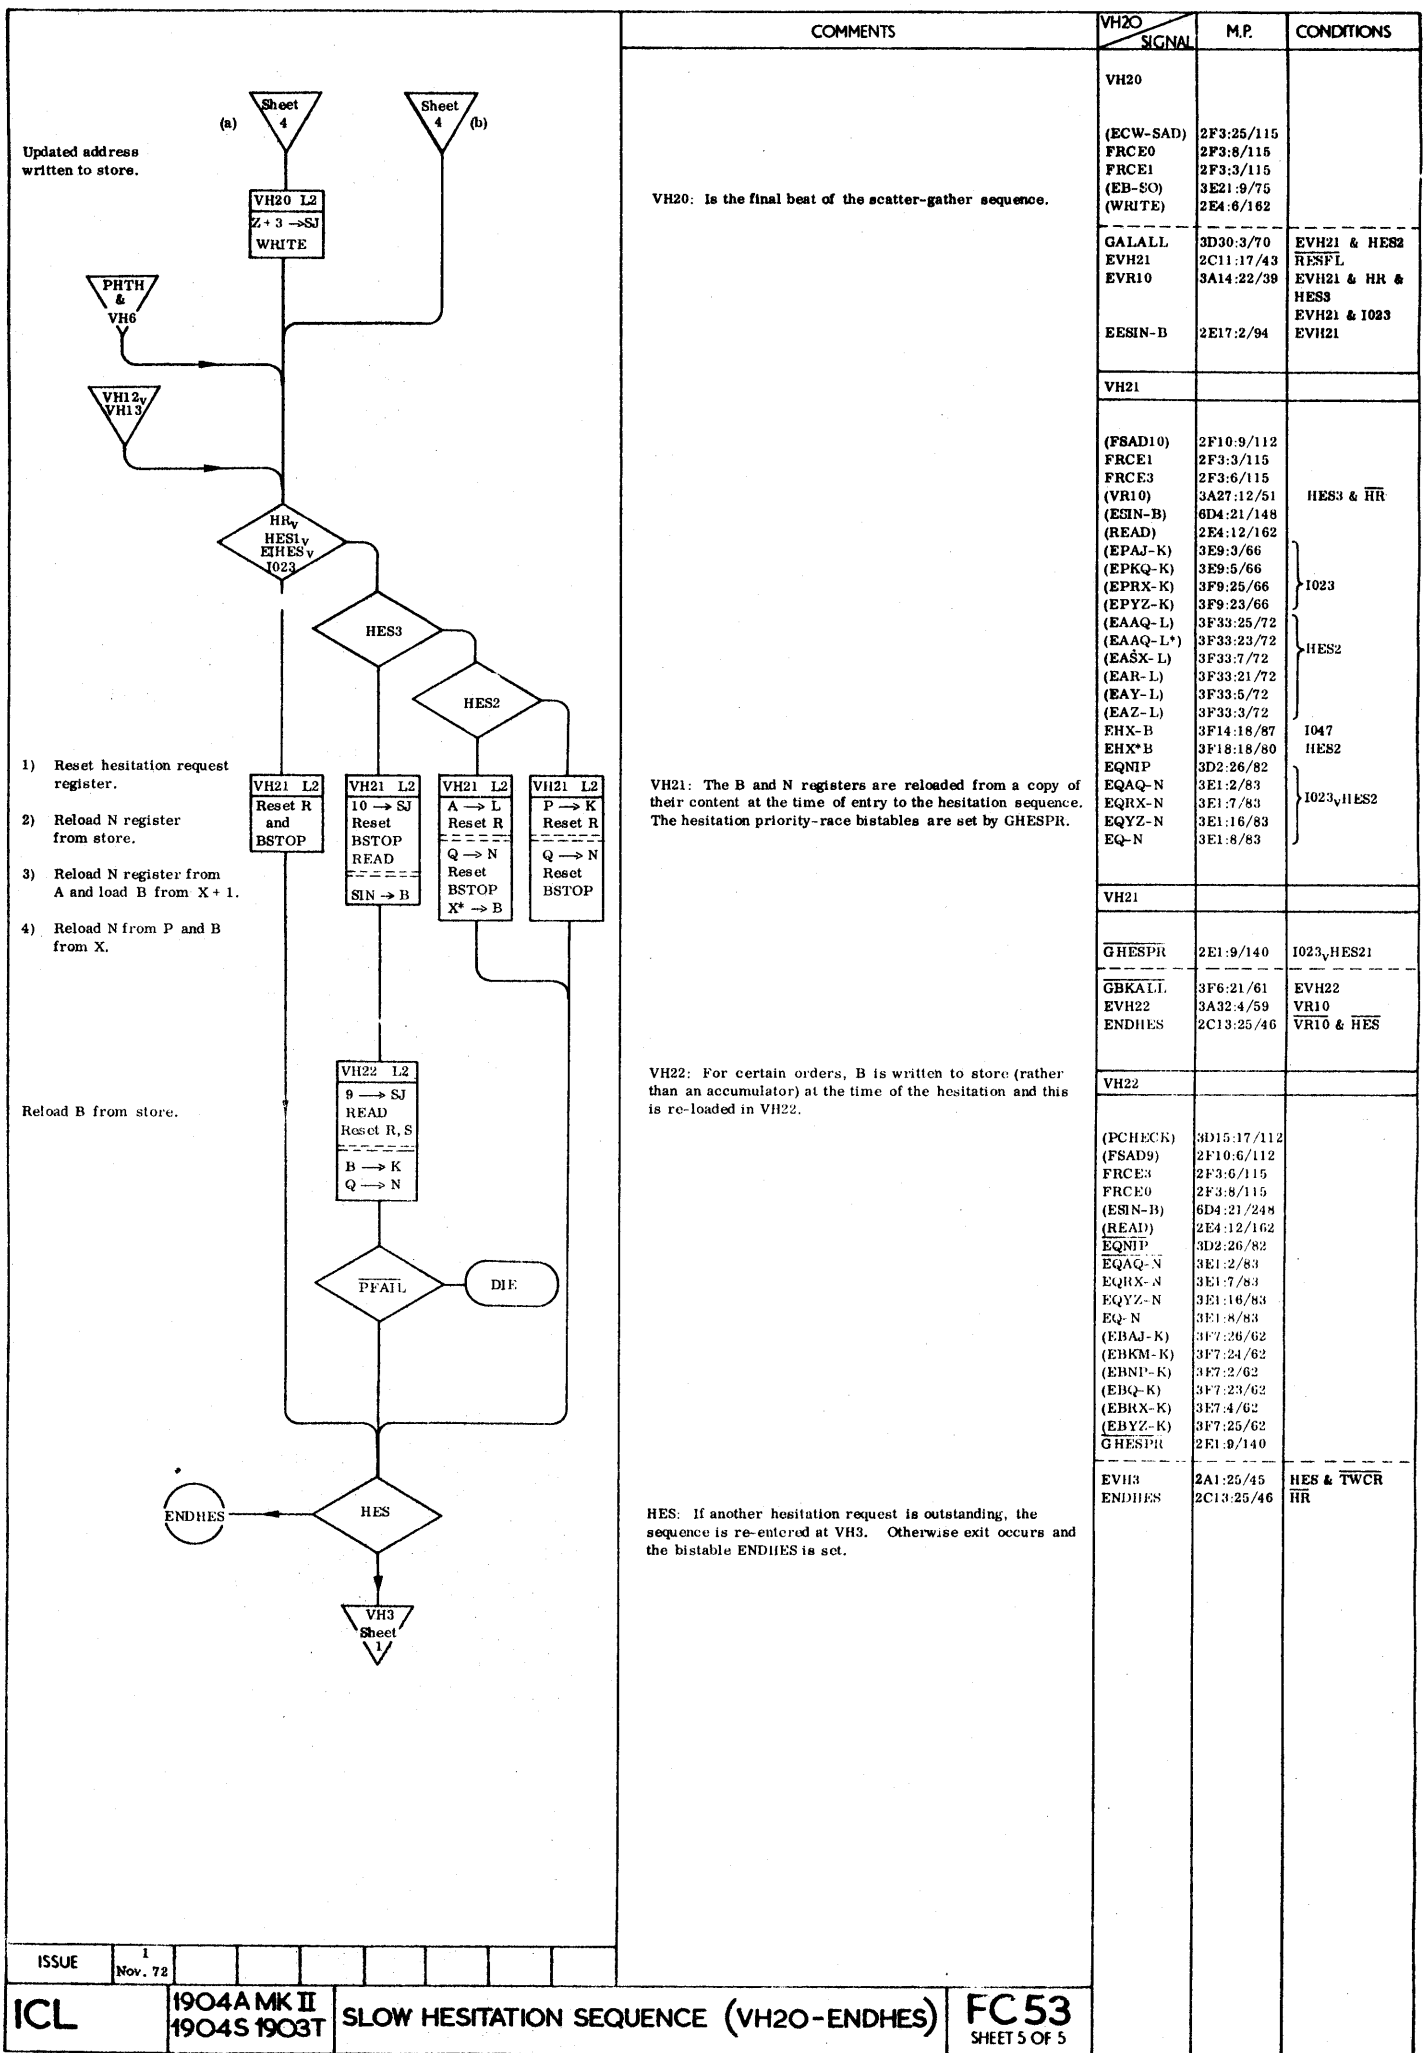 COMMENTS
VH20 SIGNAL
M.P.
CONDITIONS
Sheet
4
(a)
Sheet
4
(b)
Updated address
written to store.
VH20 L2
Z + 3 → SJ
WRITE
PHTH
&
VH6
VH12v
VH13
HRv
HES1v
EJHESv
I023
HES3
HES2
1) Reset hesitation request
register.
2) Reload N register
from store.
3) Reload N register from
A and load B from X + 1.
4) Reload N from P and B
from X.
VH21 L2
Reset R
and
BSTOP
VH21 L2
10 → SJ
Reset
BSTOP
READ
SIN → B
VH21 L2
A → L
Reset R
Q → N
Reset
BSTOP
X* → B
VH21 L2
P → K
Reset R
Q → N
Reset
BSTOP
Reload B from store.
VH22 L2
9 → SJ
READ
Reset R, S
B → K
Q → N
P̅F̅A̅I̅L̅
DIE
HES
ENDHES
VH3
Sheet
1
VH20: Is the final beat of the scatter-gather sequence.
VH21: The B and N registers are reloaded from a copy of
their content at the time of entry to the hesitation sequence.
The hesitation priority-race bistables are set by GHESPR.
VH22: For certain orders, B is written to store (rather
than an accumulator) at the time of the hesitation and this
is re-loaded in VH22.
HES: If another hesitation request is outstanding, the
sequence is re-entered at VH3. Otherwise exit occurs and
the bistable ENDHES is set.
VH20
(ECW-SAD) 2F3:25/115
FRCE0 2F3:8/115
FRCE1 2F3:3/115
(EB-SO) 3E21:9/75
(WRITE) 2E4:6/162
GALALL 3D30:3/70 EVH21 & HES2
EVH21 2C11:17/43 R̅E̅S̅F̅L̅
EVR10 3A14:22/39 EVH21 & HR &
HES3
EVH21 & I023
EESIN-B 2E17:2/94 EVH21
VH21
(FSAD10) 2F10:9/112
FRCE1 2F3:3/115
FRCE3 2F3:6/115
(VR10) 3A27:12/51 HES3 & H̅R̅
(ESIN-B) 6D4:21/148
(READ) 2E4:12/162
(EPAJ-K) 3E9:3/66
(EPKQ-K) 3E9:5/66
(EPRX-K) 3F9:25/66 I023
(EPYZ-K) 3F9:23/66
(EAAQ-L) 3F33:25/72
(EAAQ-L*) 3F33:23/72
(EASX-L) 3F33:7/72 HES2
(EAR-L) 3F33:21/72
(EAY-L) 3F33:5/72
(EAZ-L) 3F33:3/72
EHX-B 3F14:18/87 I047
EHX*B 3F18:18/80 HES2
EQNIP 3D2:26/82
EQAQ-N 3E1:2/83
EQRX-N 3E1:7/83 I023vHES2
EQYZ-N 3E1:16/83
EQ-N 3E1:8/83
VH21
G̅H̅E̅S̅P̅R̅ 2E1:9/140 I023vHES21
G̅B̅K̅A̅L̅L̅ 3F6:21/61 EVH22
EVH22 3A32:4/59 VR10
ENDHES 2C13:25/46 V̅R̅1̅0̅ & H̅E̅S̅
VH22
(PCHECK) 3D15:17/112
(FSAD9) 2F10:6/112
FRCE3 2F3:6/115
FRCE0 2F3:8/115
(ESIN-B) 6D4:21/248
(READ) 2E4:12/162
E̅Q̅N̅I̅P̅ 3D2:26/82
E̅Q̅A̅Q̅-N 3E1:2/83
EQRX-N 3E1:7/83
EQYZ-N 3E1:16/83
EQ-N 3E1:8/83
(EBAJ-K) 3F7:26/62
(EBKM-K) 3F7:24/62
(EBNP-K) 3E7:2/62
(EBQ-K) 3F7:23/62
(EBRX-K) 3E7:4/62
(EBYZ-K) 3F7:25/62
G̅H̅E̅S̅P̅R̅ 2E1:9/140
EVH3 2A1:25/45 HES & T̅W̅C̅R̅
ENDHES 2C13:25/46 H̅R̅
ISSUE
1
Nov. 72
ICL
1904A MK II
1904S 1903T
SLOW HESITATION SEQUENCE (VH20-ENDHES)
FC 53
SHEET 5 OF 5